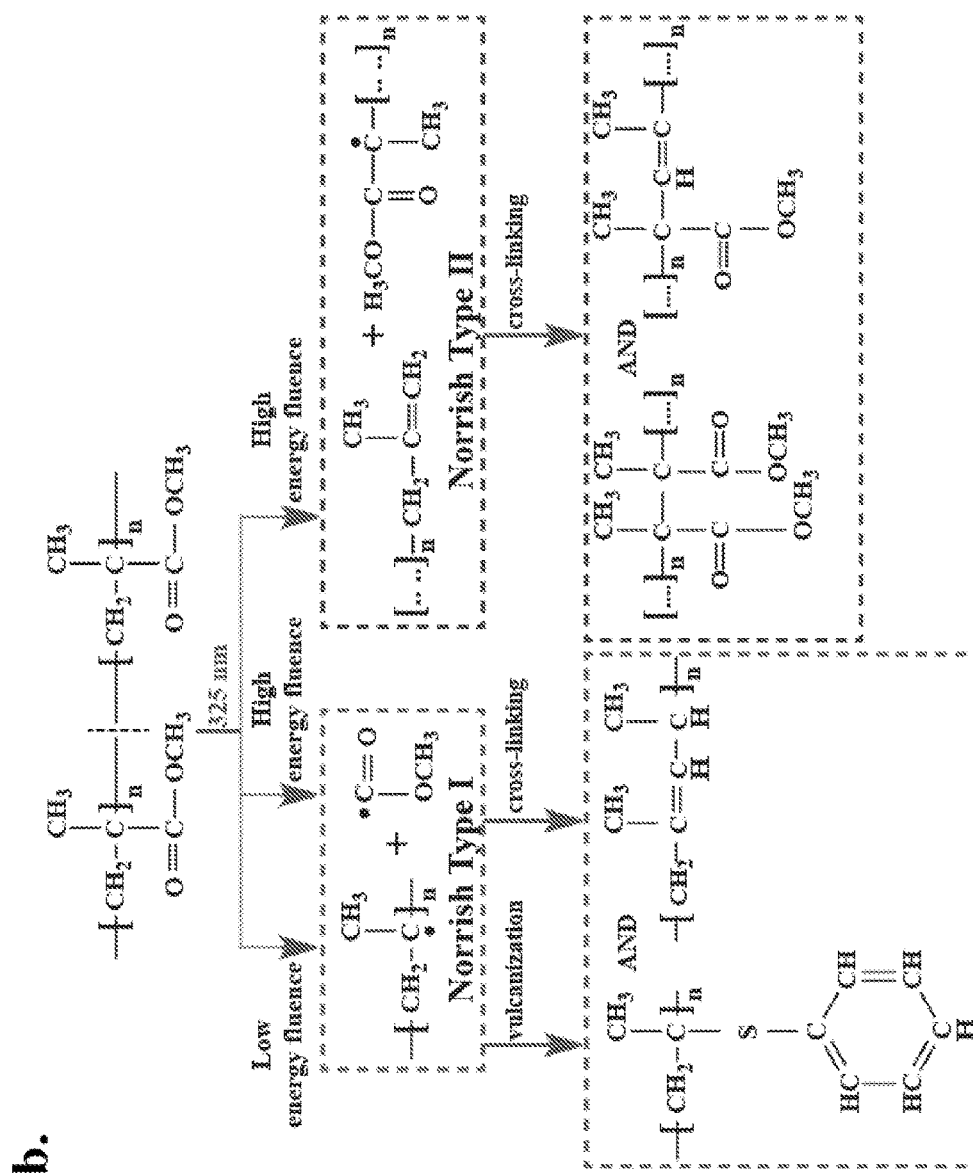 b.
CH3 CH3
[ CH2-C ]n [ CH2-C ]n
O=C-OCH3 O=C-OCH3
325 nm
Low
energy fluence
High
energy fluence
High
energy fluence
CH3
[ CH2-C• ]n + •C=O
OCH3
Norrish Type I
CH3
[.. ..]n-CH2-C=CH2 + H3CO-C-C•-[.. ..]n
O CH3
Norrish Type II
vulcanization
cross-linking
cross-linking
CH3
[ CH2-C ]n
S
C
HC CH
HC CH
C
H
AND
CH3 CH3
[ CH2-C=C-C ]n
H H
CH3 CH3
[.....]n-C-C-[.....]n
O=C C=O
OCH3 OCH3
AND
CH3 CH3
[.....]n-C-C=C-[.....]n
H
O=C
OCH3